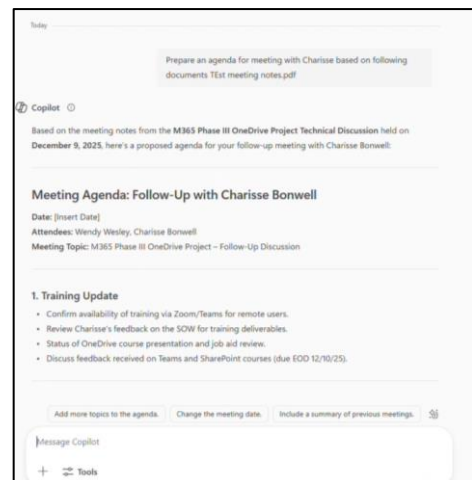 Today
Prepare an agenda for meeting with Charisse based on following
documents TEst meeting notes.pdf
Copilot
Based on the meeting notes from the M365 Phase III OneDrive Project Technical Discussion held on
December 9, 2025, here's a proposed agenda for your follow-up meeting with Charisse Bonwell:
Meeting Agenda: Follow-Up with Charisse Bonwell
Date: [Insert Date]
Attendees: Wendy Wesley, Charisse Bonwell
Meeting Topic: M365 Phase III OneDrive Project – Follow-Up Discussion
1. Training Update
• Confirm availability of training via Zoom/Teams for remote users.
• Review Charisse's feedback on the SOW for training deliverables.
• Status of OneDrive course presentation and job aid review.
• Discuss feedback received on Teams and SharePoint courses (due EOD 12/10/25).
Add more topics to the agenda. Change the meeting date. Include a summary of previous meetings.
Message Copilot
+ Tools